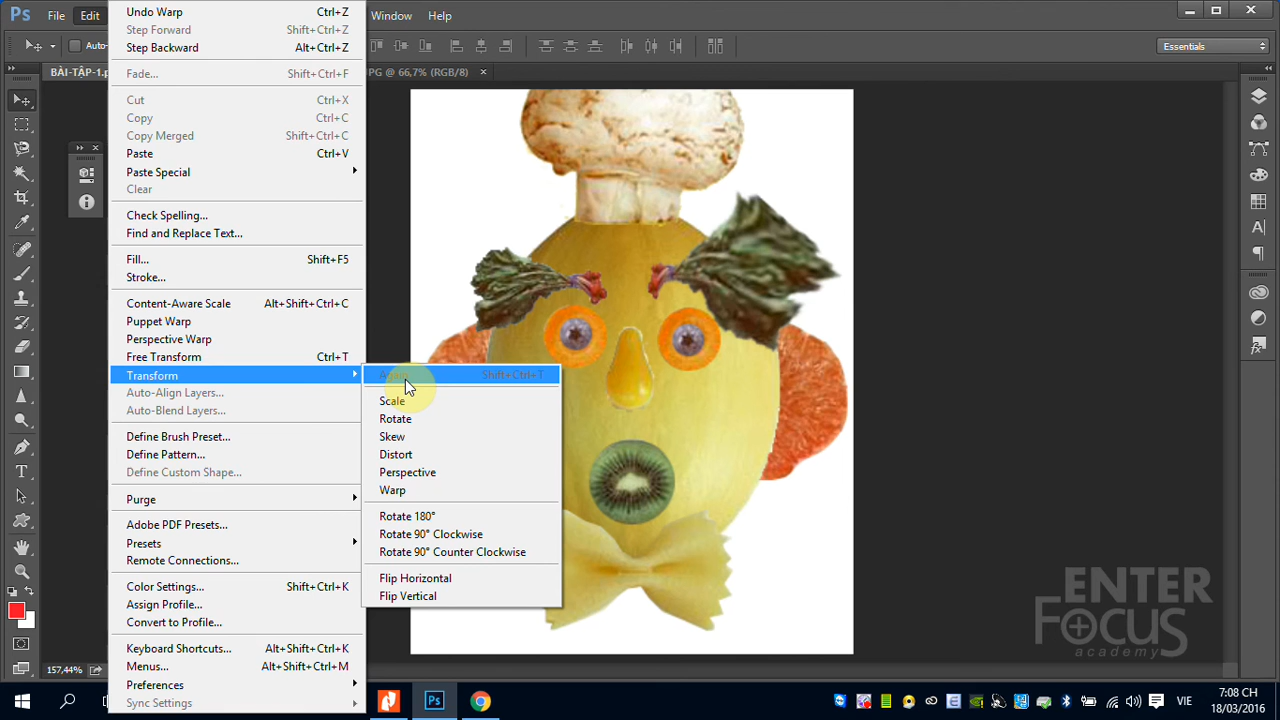 Ps File Edit Window Help
Auto-
Essentials
BÀI-TẬP-1.p
JPG @ 66,7% (RGB/8) ×
Undo Warp Ctrl+Z
Step Forward Shift+Ctrl+Z
Step Backward Alt+Ctrl+Z
Fade... Shift+Ctrl+F
Cut Ctrl+X
Copy Ctrl+C
Copy Merged Shift+Ctrl+C
Paste Ctrl+V
Paste Special
Clear
Check Spelling...
Find and Replace Text...
Fill... Shift+F5
Stroke...
Content-Aware Scale Alt+Shift+Ctrl+C
Puppet Warp
Perspective Warp
Free Transform Ctrl+T
Transform
Auto-Align Layers...
Auto-Blend Layers...
Define Brush Preset...
Define Pattern...
Define Custom Shape...
Purge
Adobe PDF Presets...
Presets
Remote Connections...
Color Settings... Shift+Ctrl+K
Assign Profile...
Convert to Profile...
Keyboard Shortcuts... Alt+Shift+Ctrl+K
Menus... Alt+Shift+Ctrl+M
Preferences
Sync Settings
Again Shift+Ctrl+T
Scale
Rotate
Skew
Distort
Perspective
Warp
Rotate 180°
Rotate 90° Clockwise
Rotate 90° Counter Clockwise
Flip Horizontal
Flip Vertical
ENTER
Focus
academy
157,44%
Ps
VIE
7:08 CH
18/03/2016